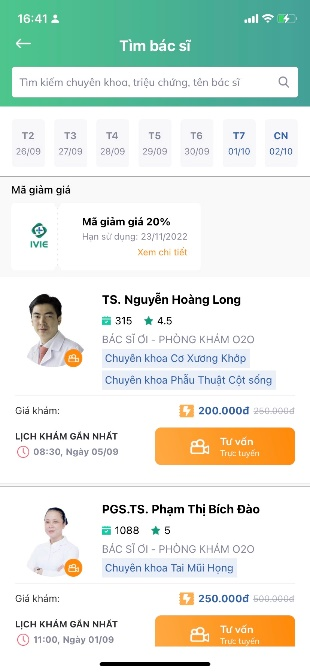 16:41
Tìm bác sĩ
Tìm kiếm chuyên khoa, triệu chứng, tên bác sĩ
T2 T3 T4 T5 T6 T7 CN
26/09 27/09 28/09 29/09 30/09 01/10 02/10
Mã giảm giá
IVIE
Mã giảm giá 20%
Hạn sử dụng: 23/11/2022
Xem chi tiết
TS. Nguyễn Hoàng Long
315 4.5
BÁC SĨ ƠI - PHÒNG KHÁM O2O
Chuyên khoa Cơ Xương Khớp
Chuyên khoa Phẫu Thuật Cột sống
Giá khám: 200.000đ 250.000đ
LỊCH KHÁM GẦN NHẤT
08:30, Ngày 05/09
Tư vấn
Trực tuyến
PGS.TS. Phạm Thị Bích Đào
1088 5
BÁC SĨ ƠI - PHÒNG KHÁM O2O
Chuyên khoa Tai Mũi Họng
Giá khám: 250.000đ 500.000đ
LỊCH KHÁM GẦN NHẤT
11:00, Ngày 01/09
Tư vấn
Trực tuyến